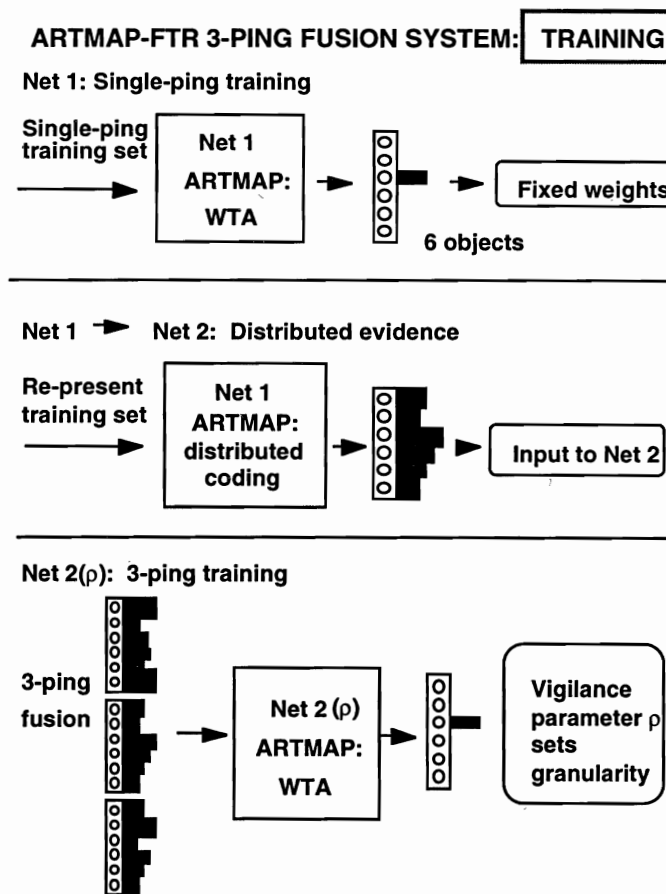 ARTMAP-FTR 3-PING FUSION SYSTEM: TRAINING
Net 1: Single-ping training
Single-ping
training set
Net 1
ARTMAP:
WTA
6 objects
Fixed weights
Net 1 Net 2: Distributed evidence
Re-present
training set
Net 1
ARTMAP:
distributed
coding
Input to Net 2
Net 2(ρ): 3-ping training
3-ping
fusion
Net 2 (ρ)
ARTMAP:
WTA
Vigilance
parameter ρ
sets
granularity